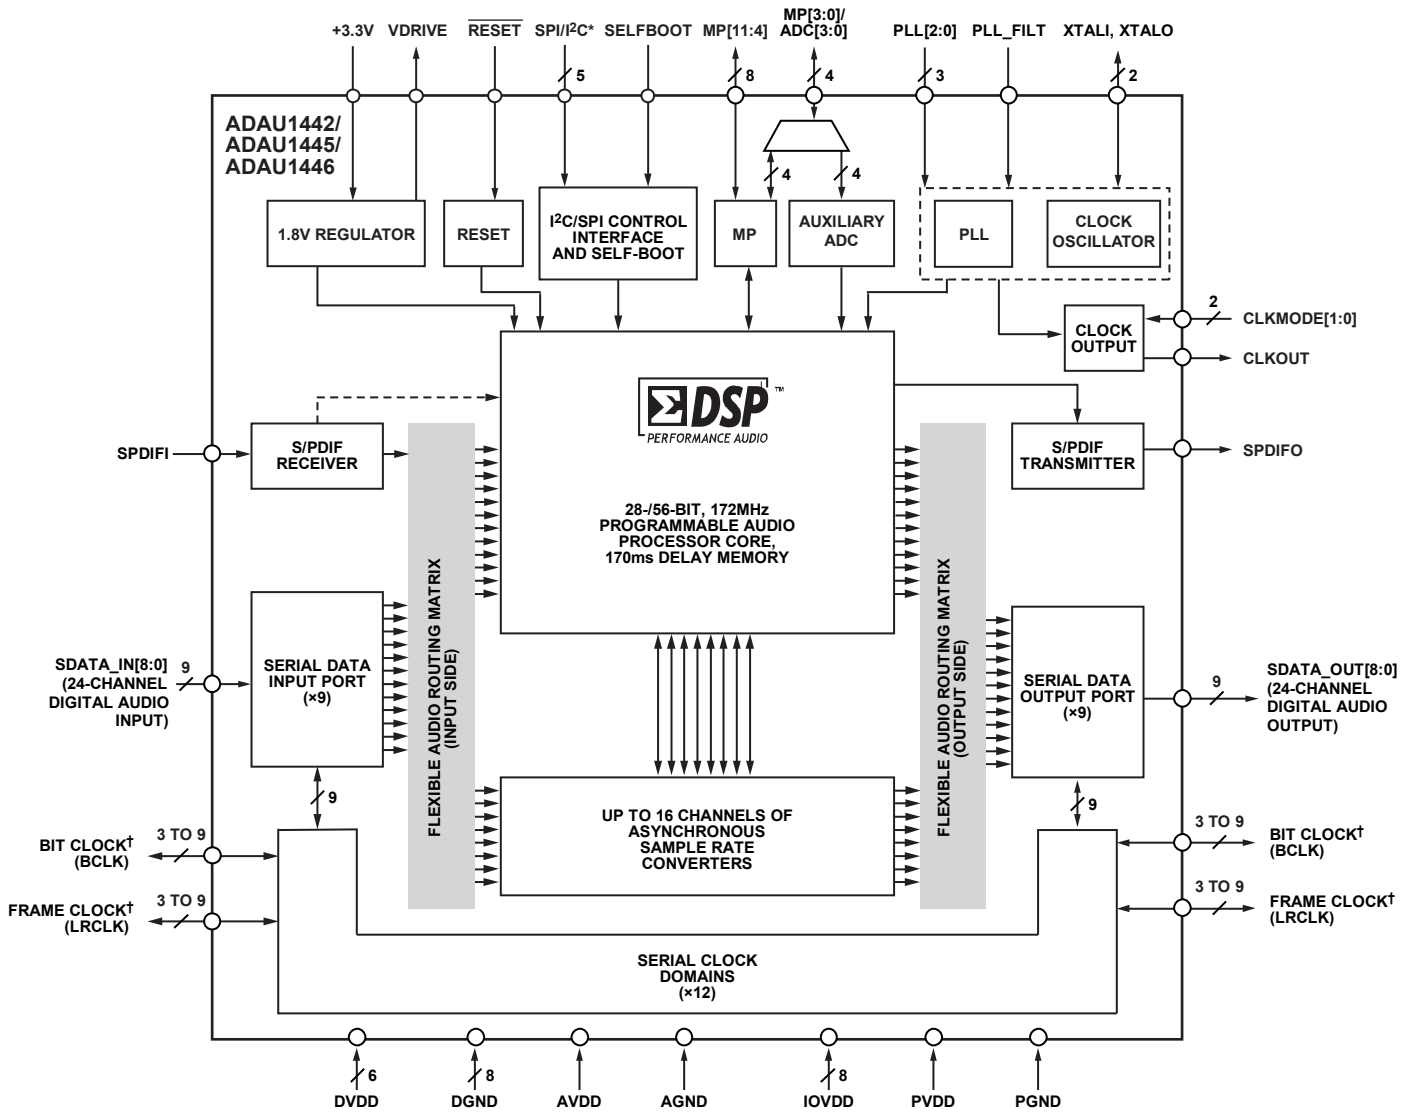 +3.3V VDRIVE RESET SPI/I2C* SELFBOOT MP[11:4] MP[3:0]/
ADC[3:0] PLL[2:0] PLL_FILT XTALI, XTALO
5 8 4 3 2
ADAU1442/
ADAU1445/
ADAU1446
4 4
1.8V REGULATOR
RESET
I2C/SPI CONTROL
INTERFACE
AND SELF-BOOT
MP
AUXILIARY
ADC
PLL
CLOCK
OSCILLATOR
CLOCK
OUTPUT
2
CLKMODE[1:0]
CLKOUT
ΣDSP™
PERFORMANCE AUDIO
28-/56-BIT, 172MHz
PROGRAMMABLE AUDIO
PROCESSOR CORE,
170ms DELAY MEMORY
SPDIFI
S/PDIF
RECEIVER
S/PDIF
TRANSMITTER
SPDIFO
FLEXIBLE AUDIO ROUTING MATRIX
(INPUT SIDE)
FLEXIBLE AUDIO ROUTING MATRIX
(OUTPUT SIDE)
SDATA_IN[8:0]
(24-CHANNEL
DIGITAL AUDIO
INPUT)
9
SERIAL DATA
INPUT PORT
(×9)
SERIAL DATA
OUTPUT PORT
(×9)
9
SDATA_OUT[8:0]
(24-CHANNEL
DIGITAL AUDIO
OUTPUT)
9
9
UP TO 16 CHANNELS OF
ASYNCHRONOUS
SAMPLE RATE
CONVERTERS
BIT CLOCK†
(BCLK)
3 TO 9
3 TO 9
BIT CLOCK†
(BCLK)
FRAME CLOCK†
(LRCLK)
3 TO 9
3 TO 9
FRAME CLOCK†
(LRCLK)
SERIAL CLOCK
DOMAINS
(×12)
6 8 8
DVDD DGND AVDD AGND IOVDD PVDD PGND